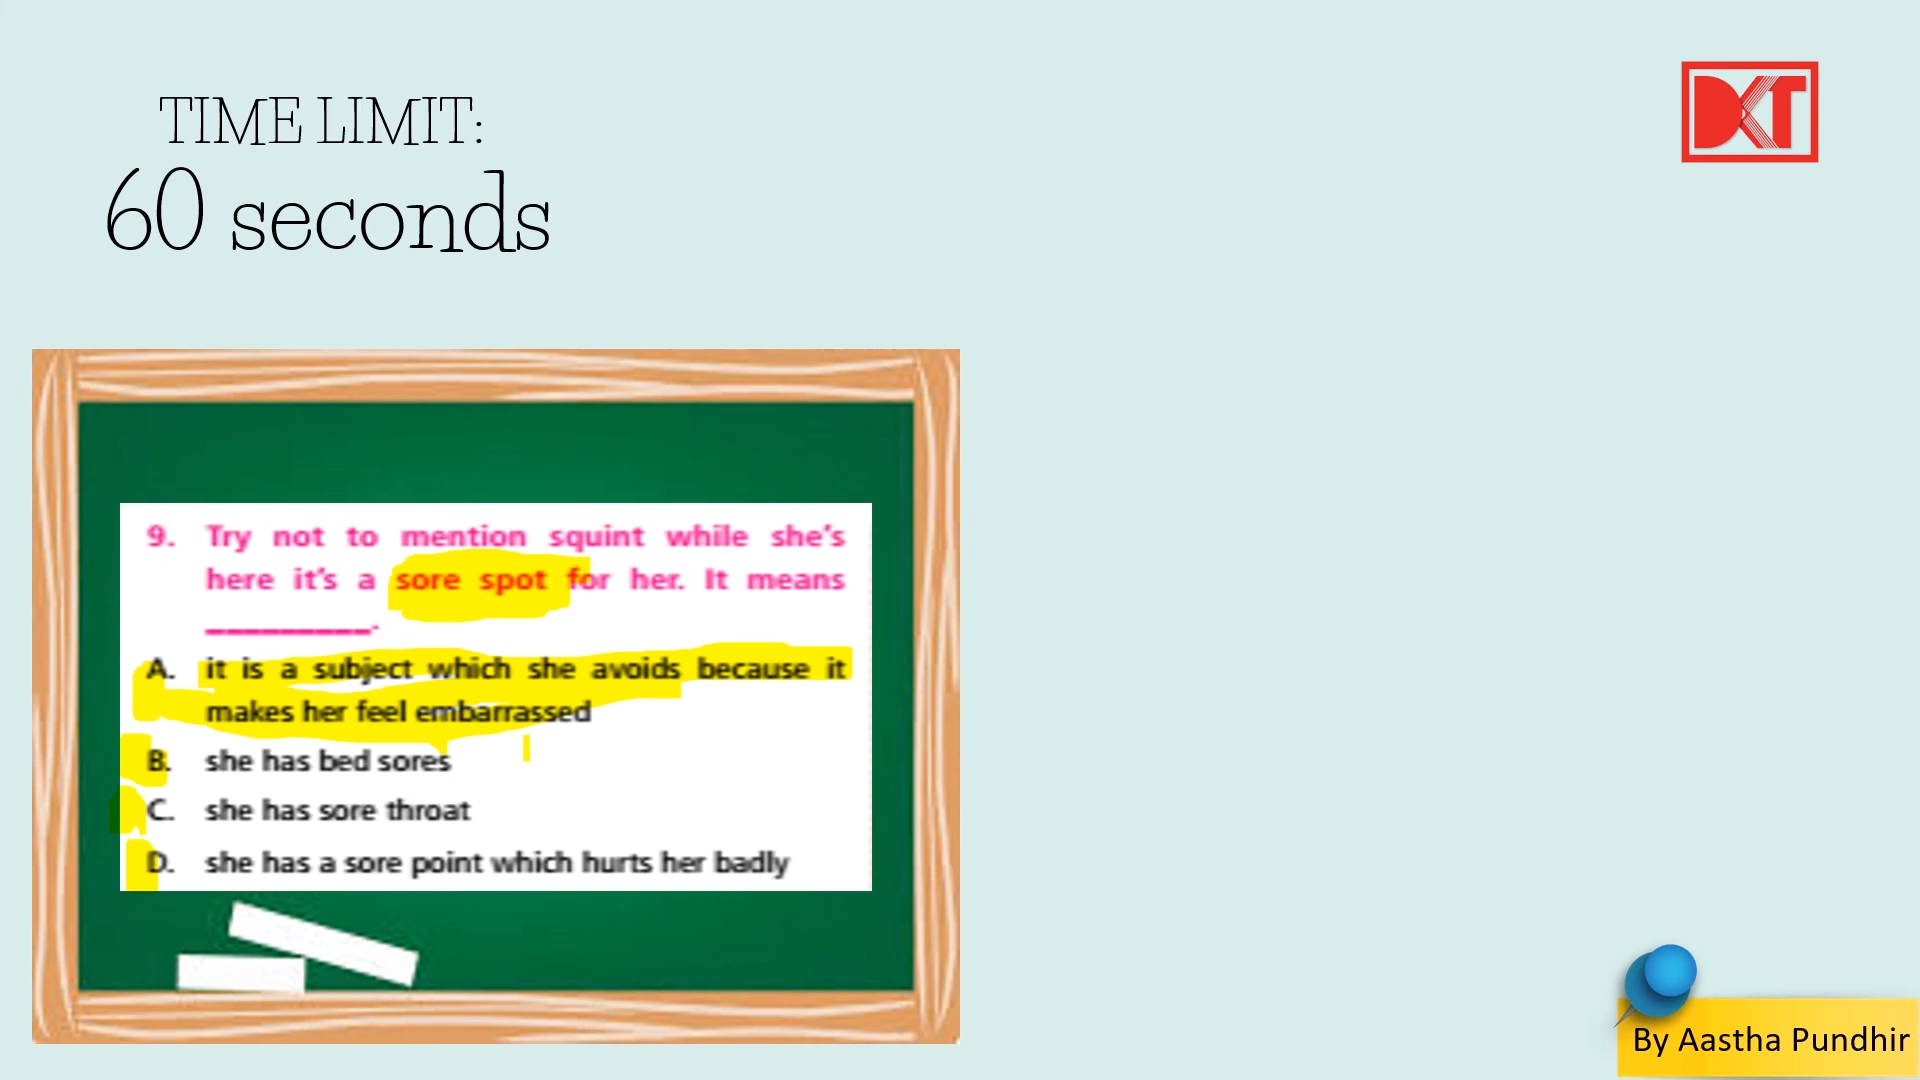 TIME LIMIT:
60 seconds
DKT
9. Try not to mention squint while she's
here it's a sore spot for her. It means
__________.
A. it is a subject which she avoids because it
makes her feel embarrassed
B. she has bed sores
C. she has sore throat
D. she has a sore point which hurts her badly
By Aastha Pundhir